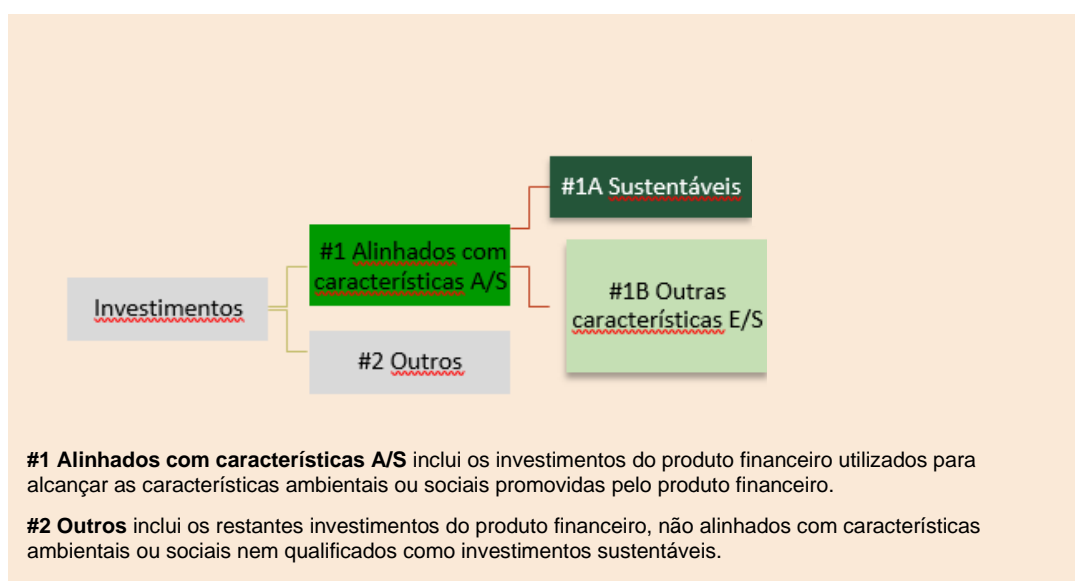 #1A Sustentáveis
#1 Alinhados com
características A/S
#1B Outras
características E/S
Investimentos
#2 Outros
#1 Alinhados com características A/S inclui os investimentos do produto financeiro utilizados para
alcançar as características ambientais ou sociais promovidas pelo produto financeiro.
#2 Outros inclui os restantes investimentos do produto financeiro, não alinhados com características
ambientais ou sociais nem qualificados como investimentos sustentáveis.